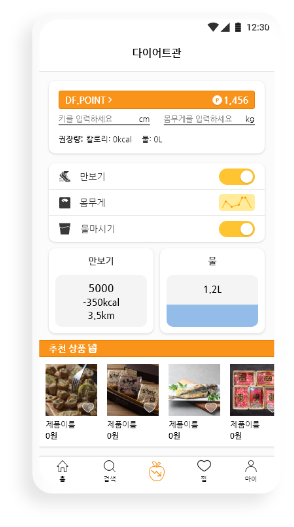 12:30
다이어트관
DF.POINT > P 1,456
키를 입력하세요 cm 몸무게를 입력하세요 kg
권장량: 칼로리: 0kcal 물: 0L
만보기
몸무게
물마시기
만보기 물
5000 1.2L
-350kcal
3,5km
추천 상품
제품이름 제품이름 제품이름 제품이름
0원 0원 0원 0원
홈 검색 찜 마이